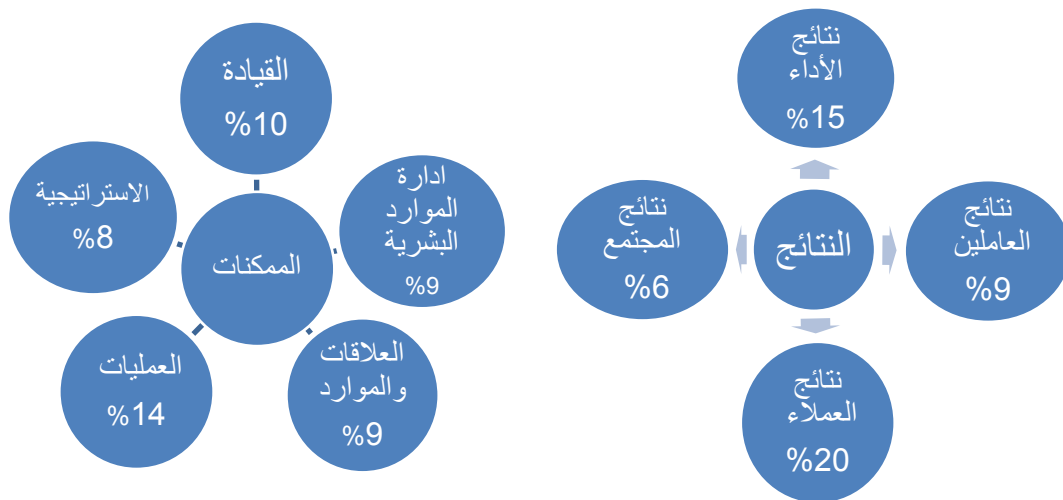 القيادة
%10
ادارة
الموارد
البشرية
%9
العلاقات
والموارد
%9
العمليات
%14
الاستراتيجية
%8
الممكنات
نتائج
الأداء
%15
نتائج
العاملين
%9
نتائج
العملاء
%20
نتائج
المجتمع
%6
النتائج